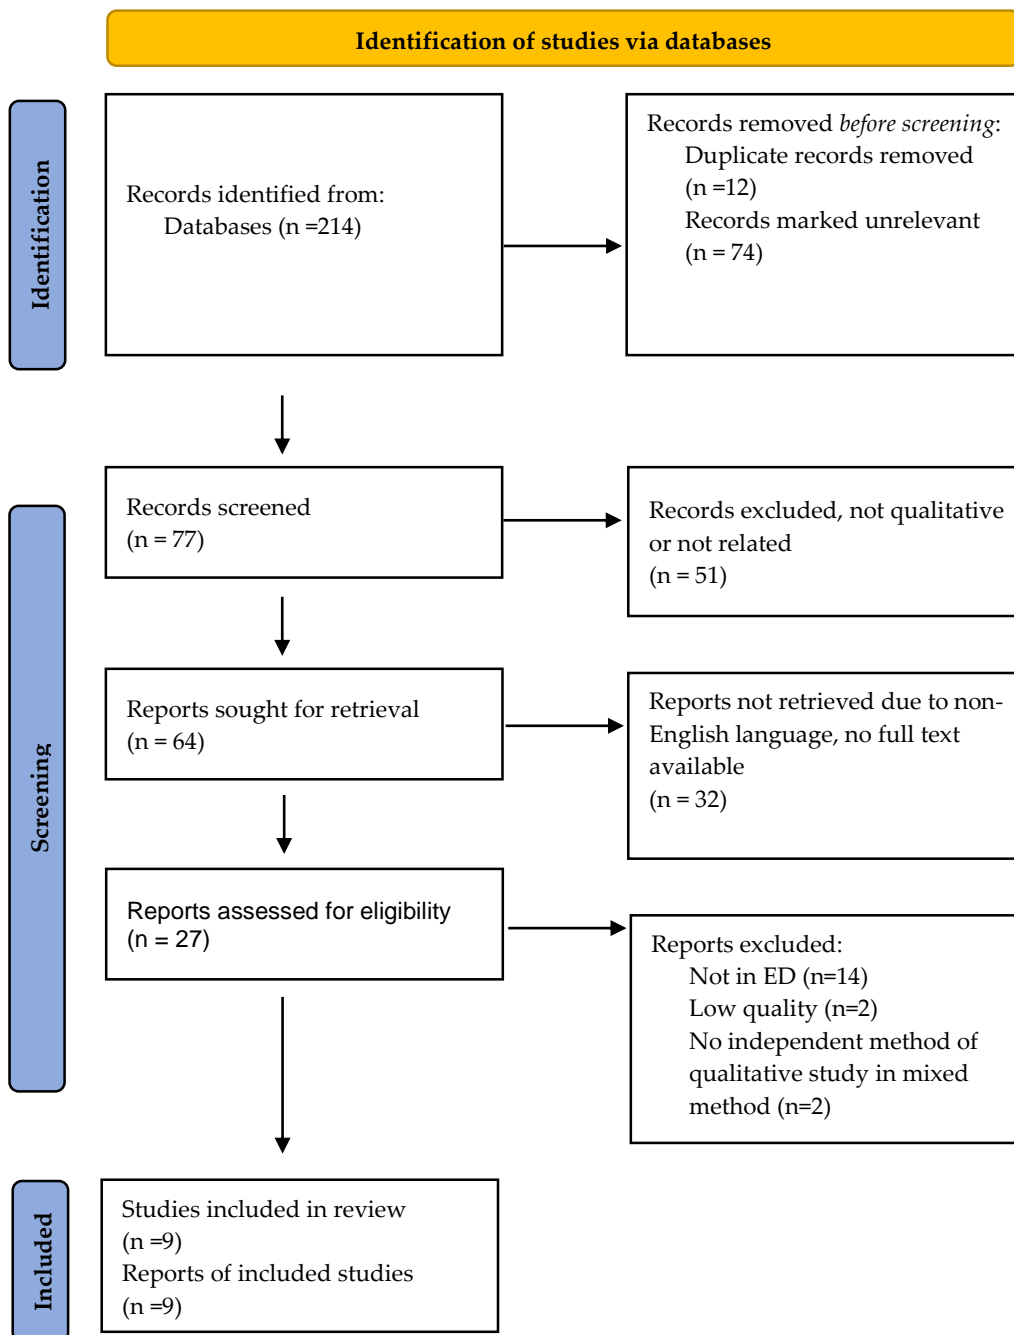 Identification of studies via databases
Identification
Records identified from:
Databases (n =214)
Records removed before screening:
Duplicate records removed
(n =12)
Records marked unrelevant
(n = 74)
Screening
Records screened
(n = 77)
Records excluded, not qualitative
or not related
(n = 51)
Reports sought for retrieval
(n = 64)
Reports not retrieved due to non-
English language, no full text
available
(n = 32)
Reports assessed for eligibility
(n = 27)
Reports excluded:
Not in ED (n=14)
Low quality (n=2)
No independent method of
qualitative study in mixed
method (n=2)
Included
Studies included in review
(n =9)
Reports of included studies
(n =9)